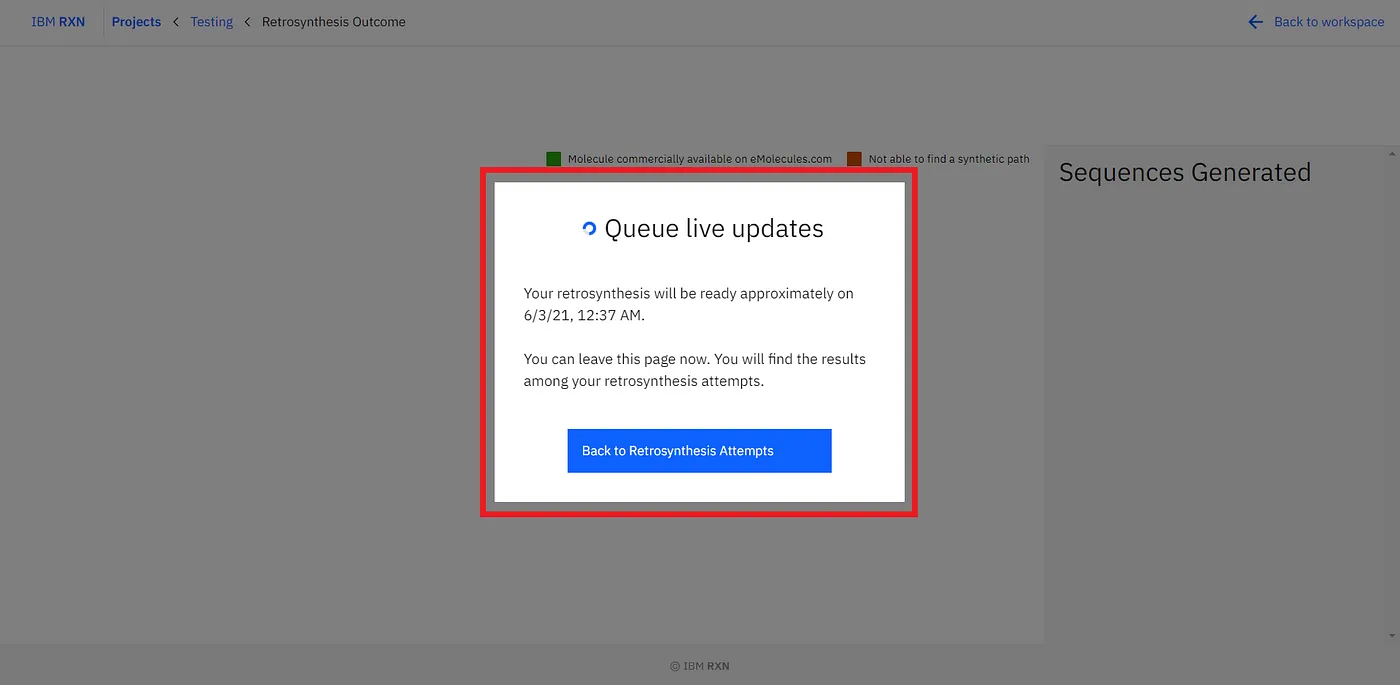 IBM RXN Projects < Testing < Retrosynthesis Outcome Back to workspace
Molecule commercially available on eMolecules.com Not able to find a synthetic path
Sequences Generated
Queue live updates
Your retrosynthesis will be ready approximately on
6/3/21, 12:37 AM.
You can leave this page now. You will find the results
among your retrosynthesis attempts.
Back to Retrosynthesis Attempts
© IBM RXN